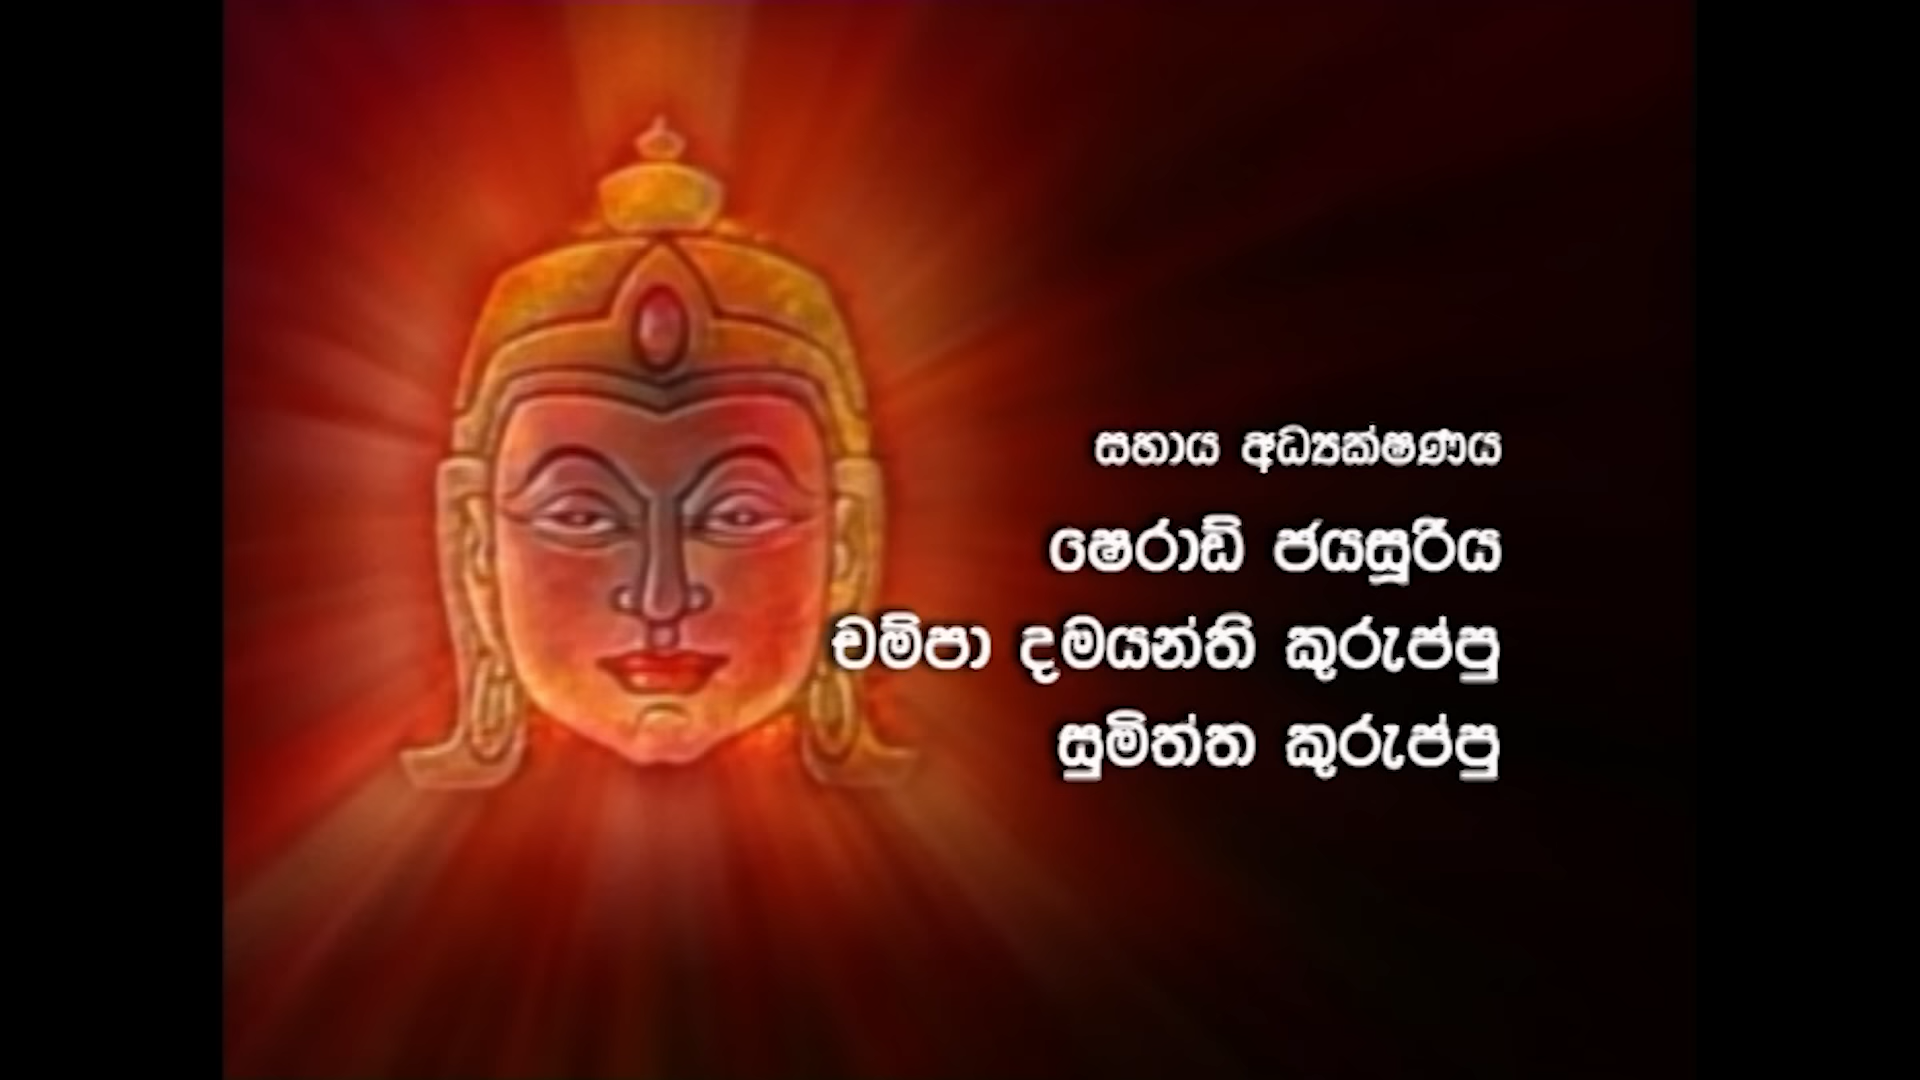 සහාය අධ්‍යක්ෂණය
ෂෙරාඩ් ජයසූරිය
චම්පා දමයන්ති කුරුප්පු
සුමිත්ත කුරුප්පු